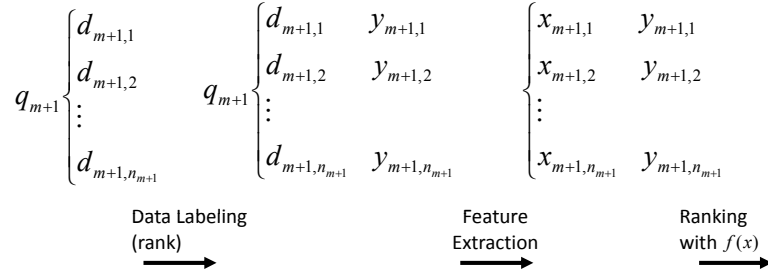 d_{m+1,1} d_{m+1,1} y_{m+1,1} x_{m+1,1} y_{m+1,1}
d_{m+1,2} d_{m+1,2} y_{m+1,2} x_{m+1,2} y_{m+1,2}
q_{m+1} q_{m+1}
⋮ ⋮ ⋮
d_{m+1,n_{m+1}} d_{m+1,n_{m+1}} y_{m+1,n_{m+1}} x_{m+1,n_{m+1}} y_{m+1,n_{m+1}}
Data Labeling
(rank)
Feature
Extraction
Ranking
with f(x)